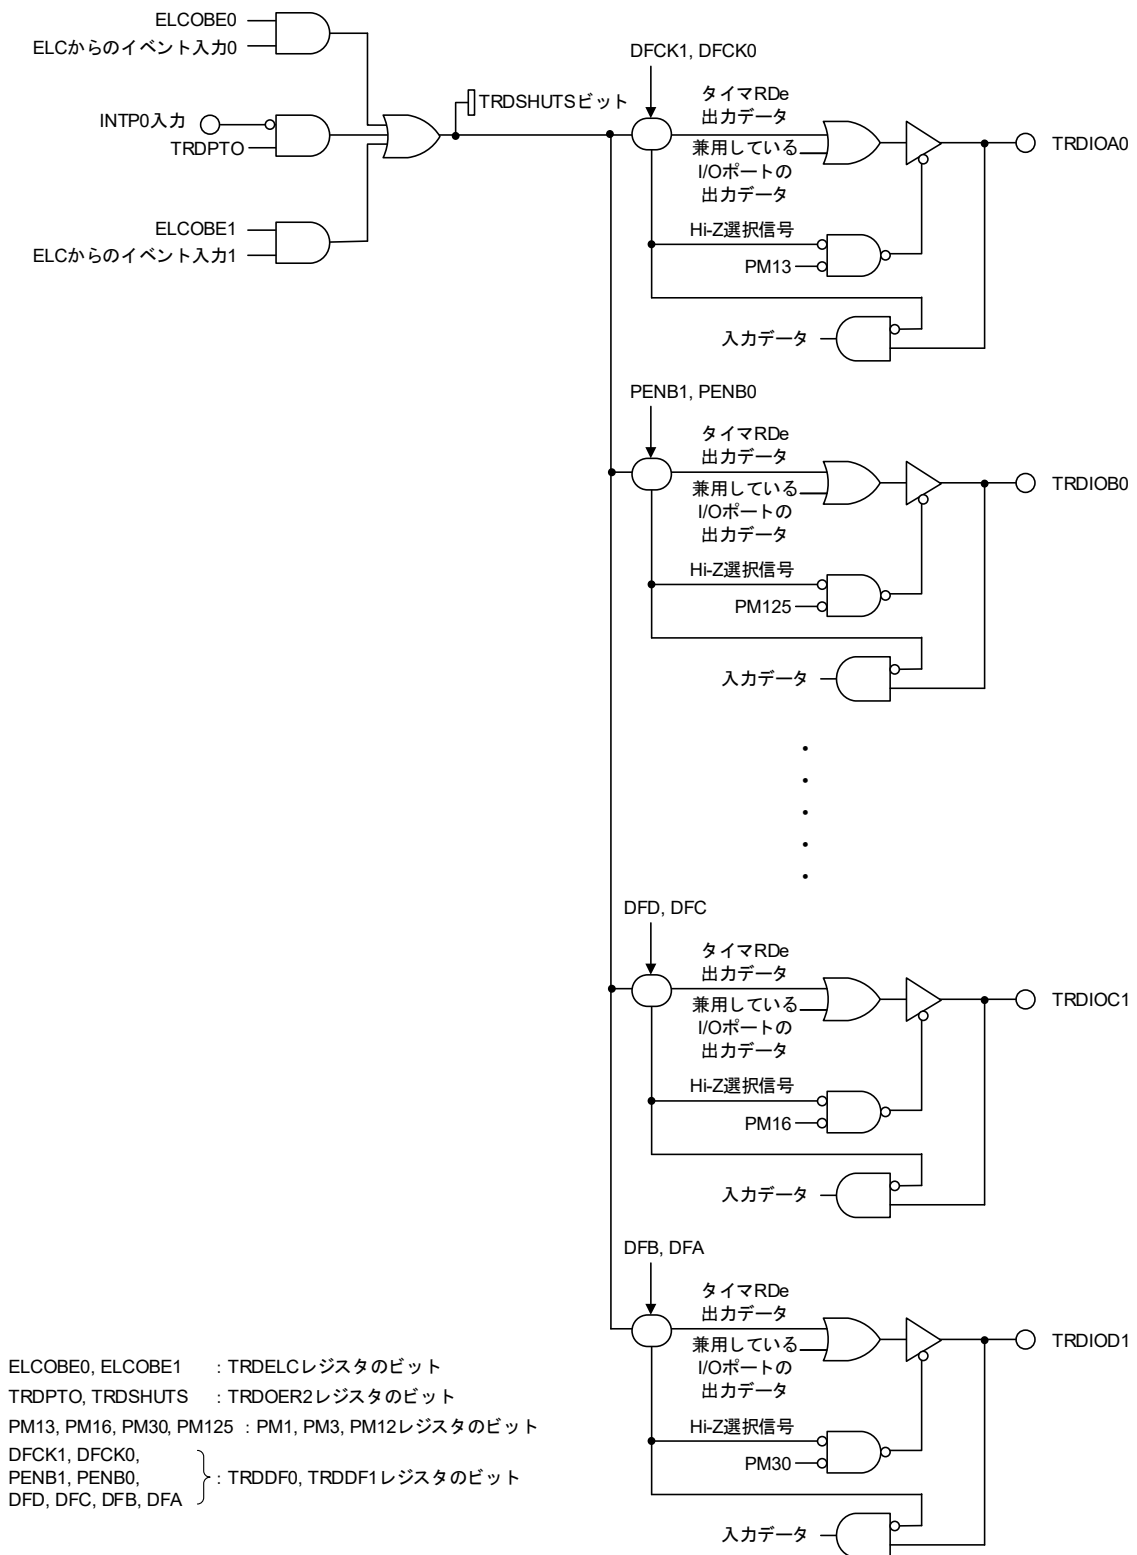 ELCOBE0
ELCからのイベント入力0
INTP0入力
TRDPTO
ELCOBE1
ELCからのイベント入力1
TRDSHUTSビット
DFCK1, DFCK0
タイマRDe
出力データ
兼用している
I/Oポートの
出力データ
Hi-Z選択信号
PM13
入力データ
TRDIOA0
PENB1, PENB0
タイマRDe
出力データ
兼用している
I/Oポートの
出力データ
Hi-Z選択信号
PM125
入力データ
TRDIOB0
DFD, DFC
タイマRDe
出力データ
兼用している
I/Oポートの
出力データ
Hi-Z選択信号
PM16
入力データ
TRDIOC1
DFB, DFA
タイマRDe
出力データ
兼用している
I/Oポートの
出力データ
Hi-Z選択信号
PM30
入力データ
TRDIOD1
ELCOBE0, ELCOBE1 : TRDELCレジスタのビット
TRDPTO, TRDSHUTS : TRDOER2レジスタのビット
PM13, PM16, PM30, PM125 : PM1, PM3, PM12レジスタのビット
DFCK1, DFCK0,
PENB1, PENB0,
DFD, DFC, DFB, DFA
: TRDDF0, TRDDF1レジスタのビット